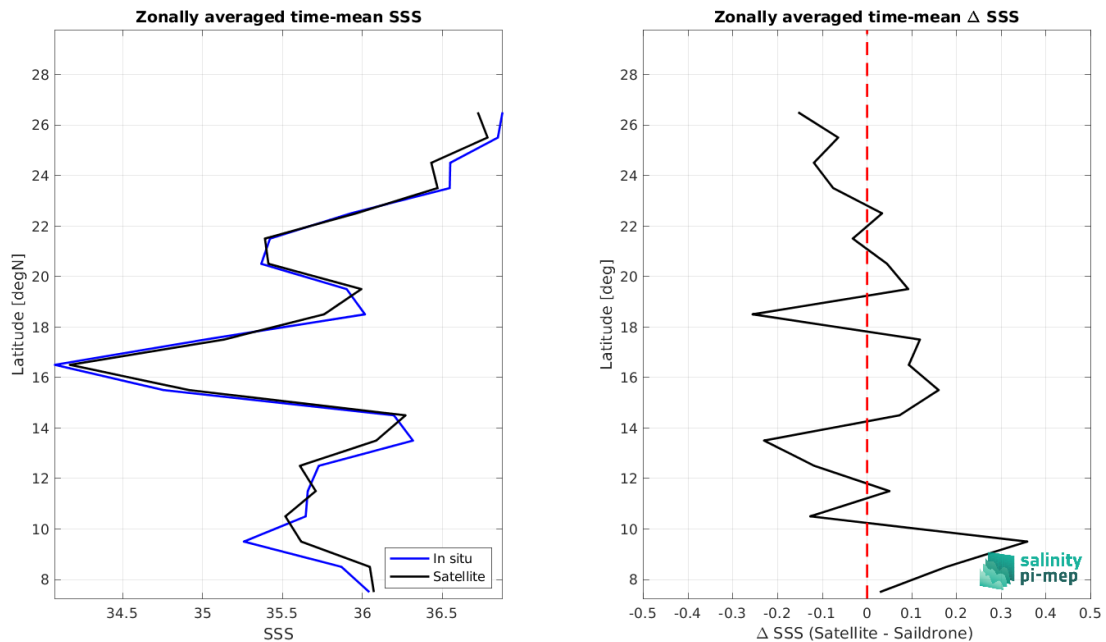 Zonally averaged time-mean SSS
Latitude [degN]
28
26
24
22
20
18
16
14
12
10
8
34.5 35 35.5 36 36.5
SSS
In situ
Satellite
Zonally averaged time-mean Δ SSS
Latitude [deg]
28
26
24
22
20
18
16
14
12
10
8
-0.5 -0.4 -0.3 -0.2 -0.1 0 0.1 0.2 0.3 0.4 0.5
Δ SSS (Satellite - Saildrone)
salinity
pi-mep